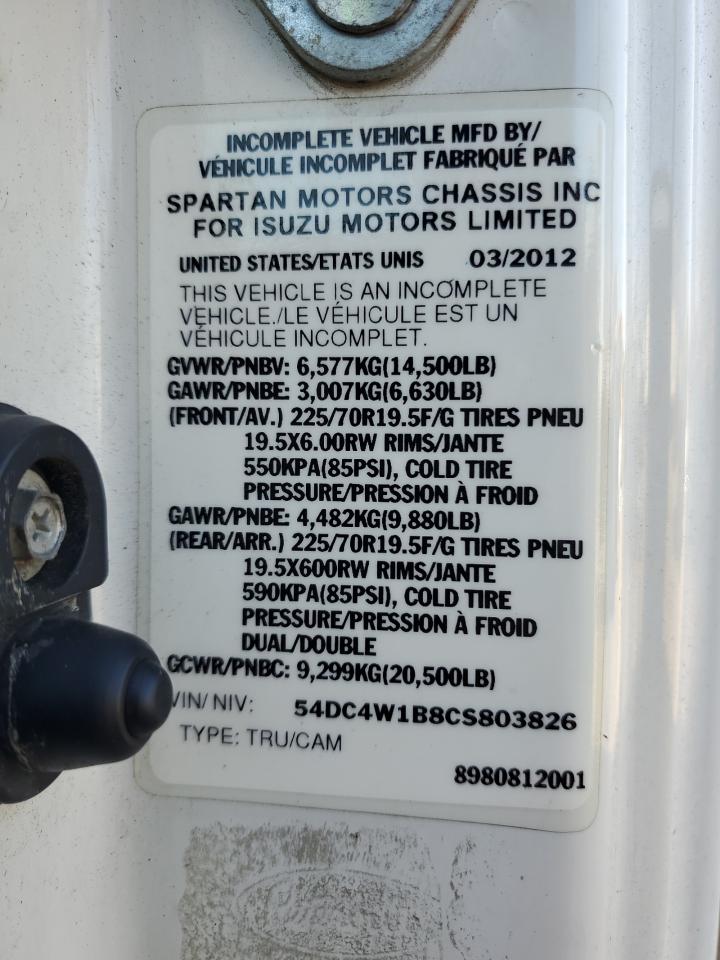 INCOMPLETE VEHICLE MFD BY/
VÉHICULE INCOMPLET FABRIQUÉ PAR
SPARTAN MOTORS CHASSIS INC
FOR ISUZU MOTORS LIMITED
UNITED STATES/ETATS UNIS 03/2012
THIS VEHICLE IS AN INCOMPLETE
VEHICLE./LE VÉHICULE EST UN
VÉHICULE INCOMPLET.
GVWR/PNBV: 6,577KG(14,500LB)
GAWR/PNBE: 3,007KG(6,630LB)
(FRONT/AV.) 225/70R19.5F/G TIRES PNEU
19.5X6.00RW RIMS/JANTE
550KPA(85PSI), COLD TIRE
PRESSURE/PRESSION À FROID
GAWR/PNBE: 4,482KG(9,880LB)
(REAR/ARR.) 225/70R19.5F/G TIRES PNEU
19.5X600RW RIMS/JANTE
590KPA(85PSI), COLD TIRE
PRESSURE/PRESSION À FROID
DUAL/DOUBLE
GCWR/PNBC: 9,299KG(20,500LB)
VIN/NIV: 54DC4W1B8CS803826
TYPE: TRU/CAM
8980812001